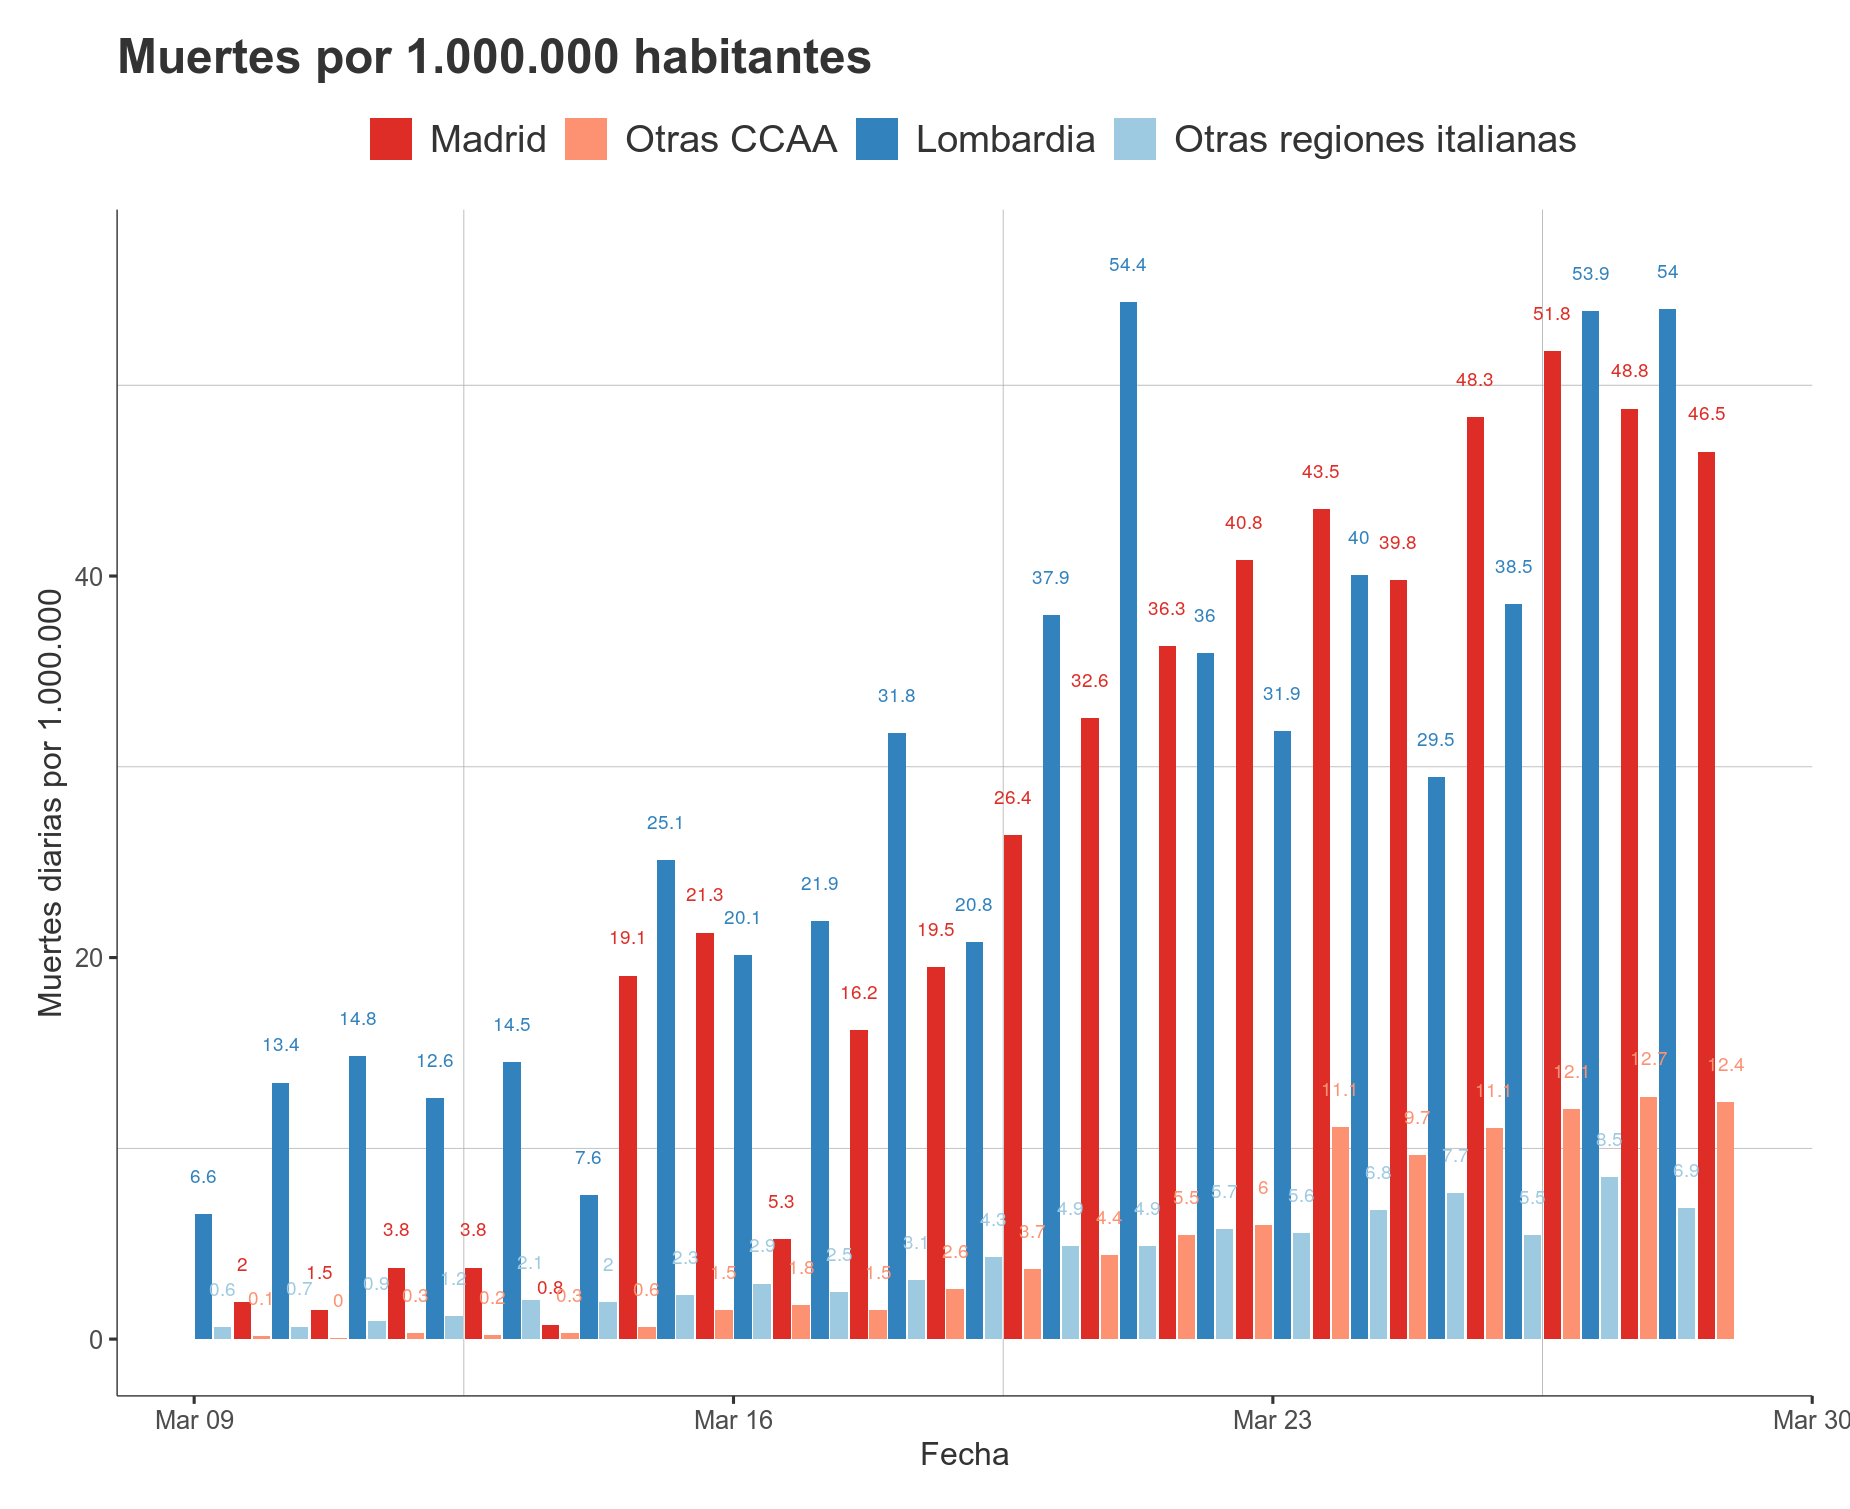 Muertes por 1.000.000 habitantes
Madrid Otras CCAA Lombardia Otras regiones italianas
Muertes diarias por 1.000.000
40
20
0
6.6 0.6
2 0.1 13.4 0.7
1.5 0 14.8 0.9
3.8 0.3 12.6 1.2
3.8 0.2 14.5 2.1
0.8 0.3 7.6 2
19.1 0.6 25.1 2.3
21.3 1.5 20.1 2.9
5.3 1.8 21.9 2.5
16.2 1.5 31.8 3.1
19.5 2.6 20.8 4.3
26.4 3.7 37.9 4.9
32.6 4.4 54.4 4.9
36.3 5.5 36 5.7
40.8 6 31.9 5.6
43.5 11.1 40 6.8
39.8 9.7 29.5 7.7
48.3 11.1 38.5 5.5
51.8 12.1 53.9 8.5
48.8 12.7 54 6.9
46.5 12.4
Mar 09 Mar 16 Mar 23 Mar 30
Fecha